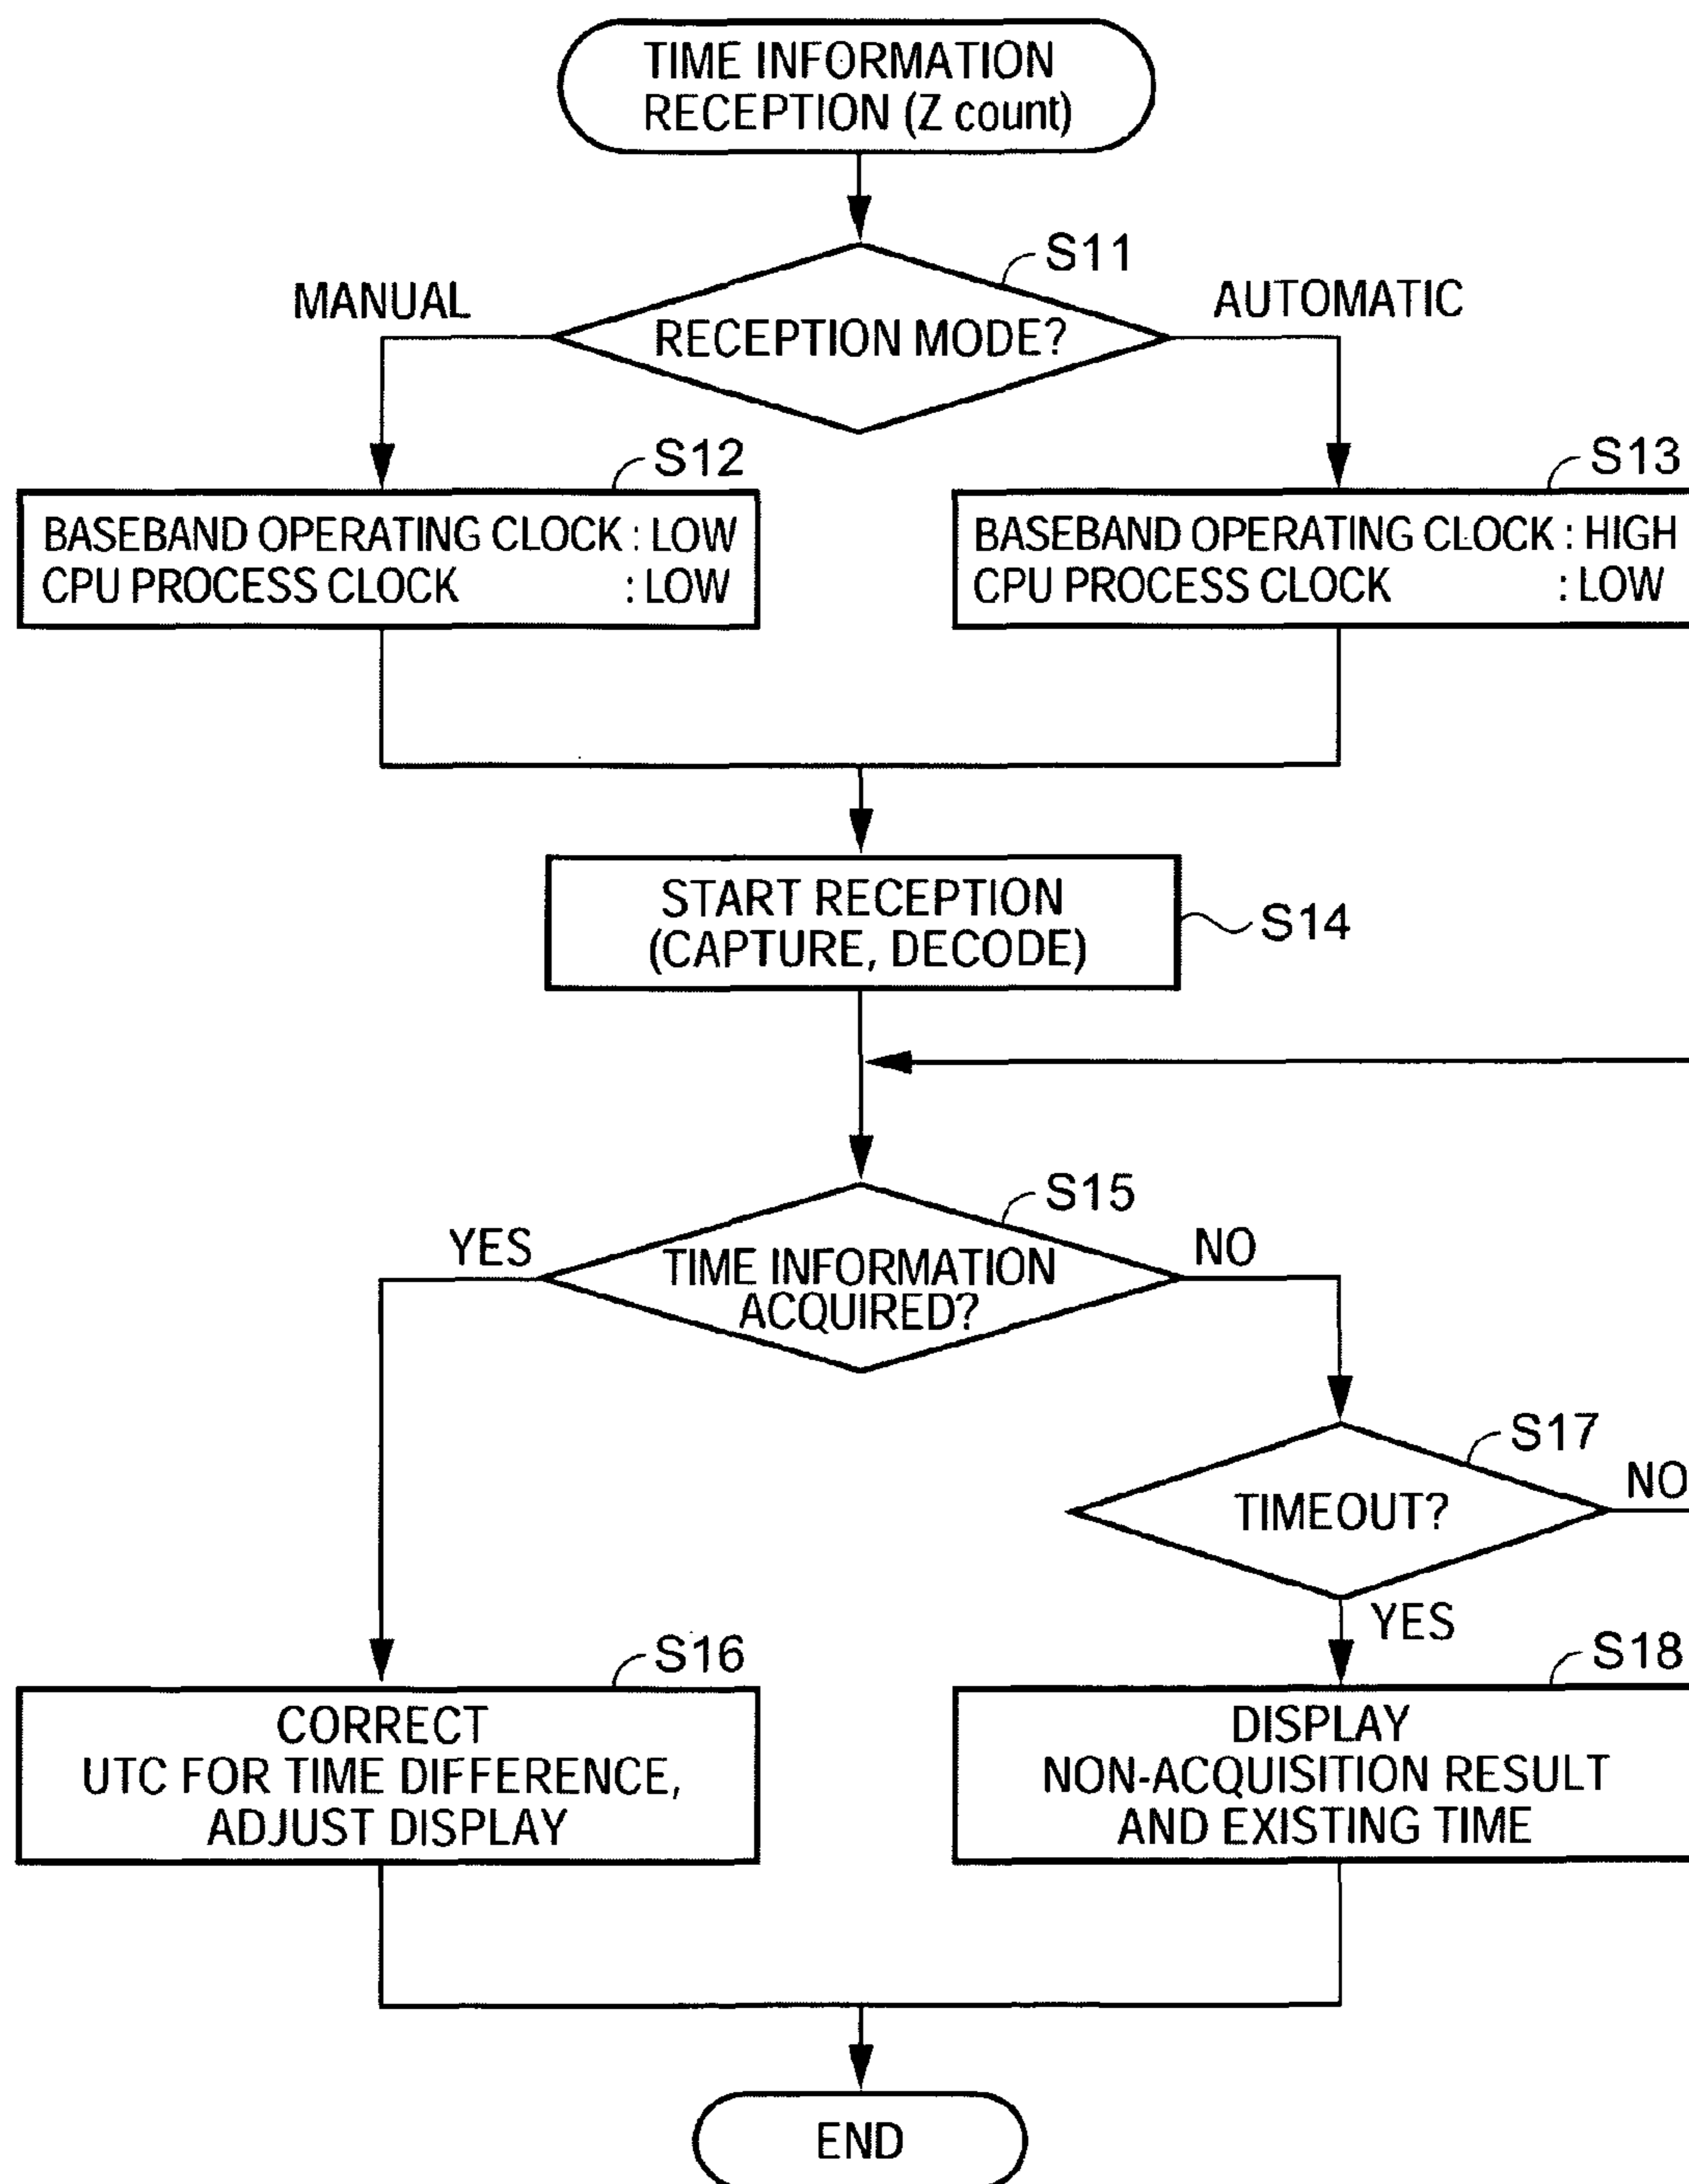 TIME INFORMATION
RECEPTION (Z count)
S11
MANUAL
AUTOMATIC
RECEPTION MODE?
S12
S13
BASEBAND OPERATING CLOCK : LOW
CPU PROCESS CLOCK : LOW
BASEBAND OPERATING CLOCK : HIGH
CPU PROCESS CLOCK : LOW
START RECEPTION
(CAPTURE, DECODE)
S14
S15
YES
NO
TIME INFORMATION
ACQUIRED?
S17
NO
TIMEOUT?
YES
S16
S18
CORRECT
UTC FOR TIME DIFFERENCE,
ADJUST DISPLAY
DISPLAY
NON-ACQUISITION RESULT
AND EXISTING TIME
END